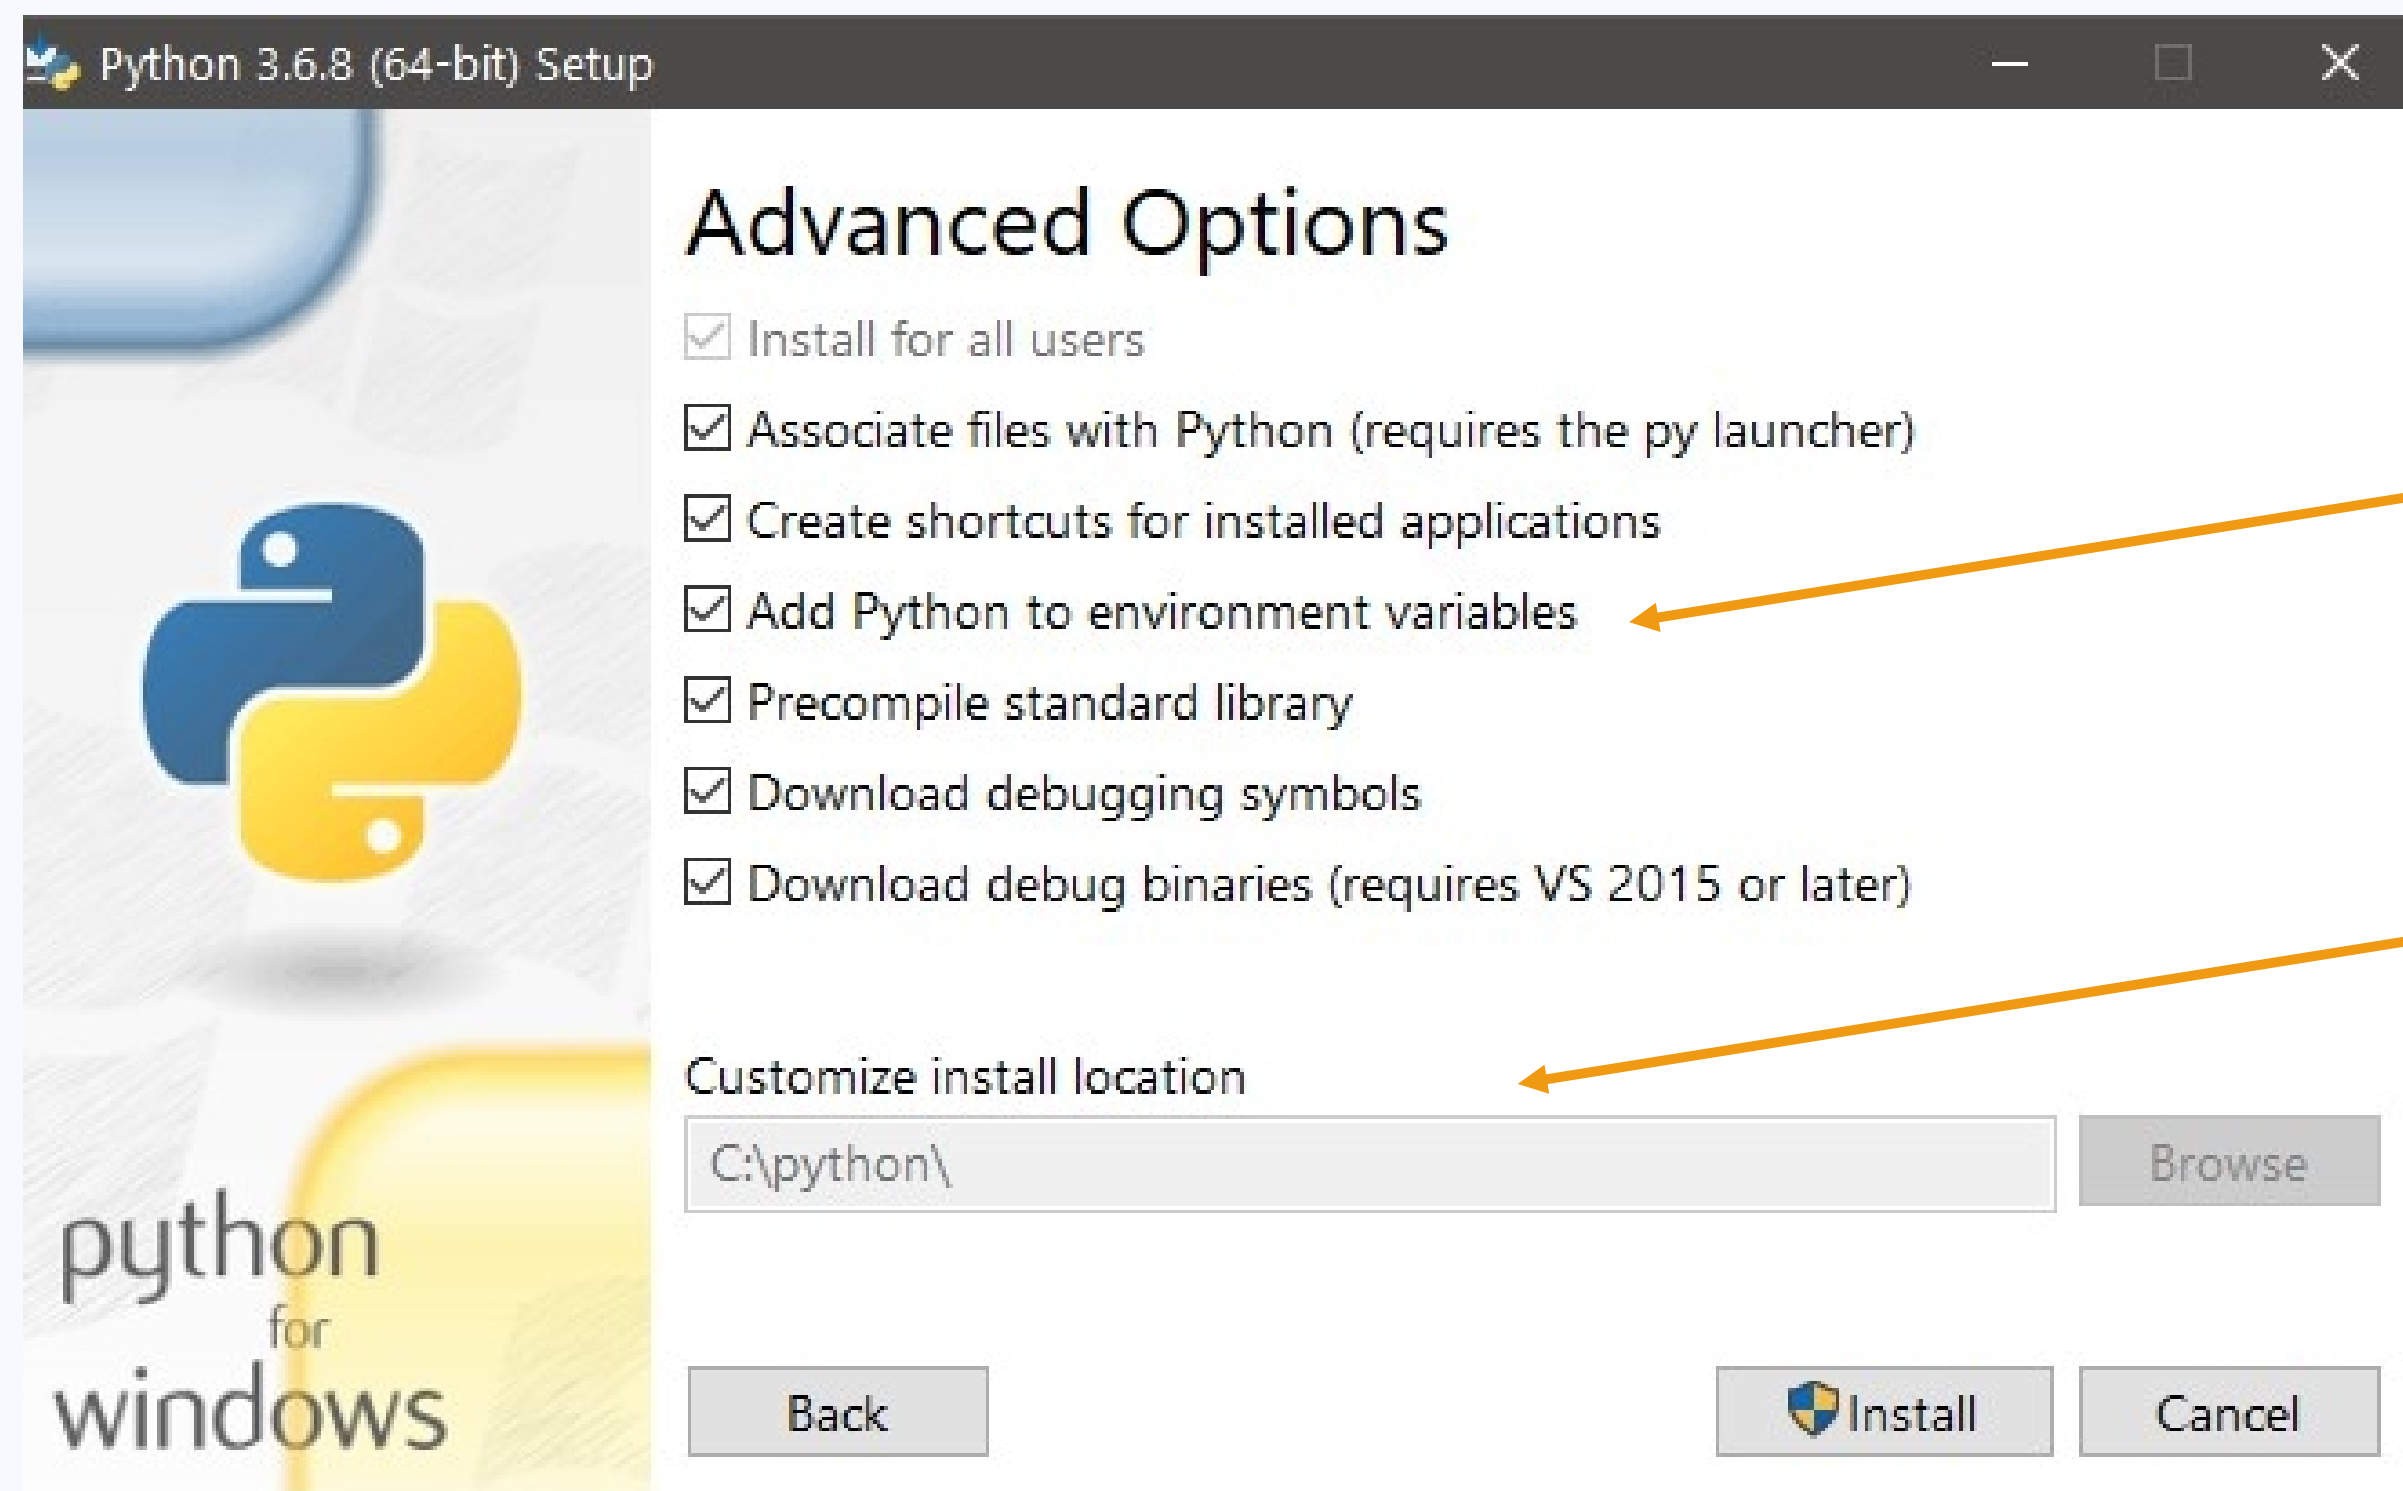 Python 3.6.8 (64-bit) Setup
Advanced Options
Install for all users
Associate files with Python (requires the py launcher)
Create shortcuts for installed applications
Add Python to environment variables
Precompile standard library
Download debugging symbols
Download debug binaries (requires VS 2015 or later)
Customize install location
C:\python\
Browse
python
for
windows
Back
Install
Cancel